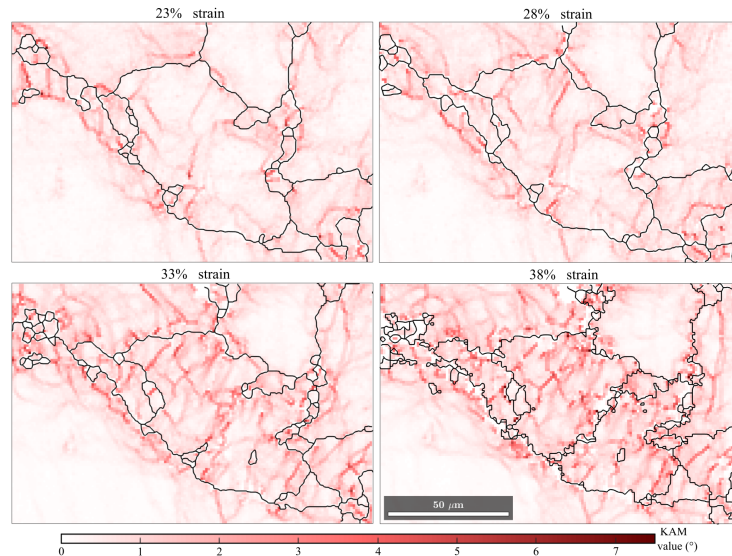 23% strain
28% strain
33% strain
38% strain
50 μm
0 1 2 3 4 5 6 7
KAM
value (°)